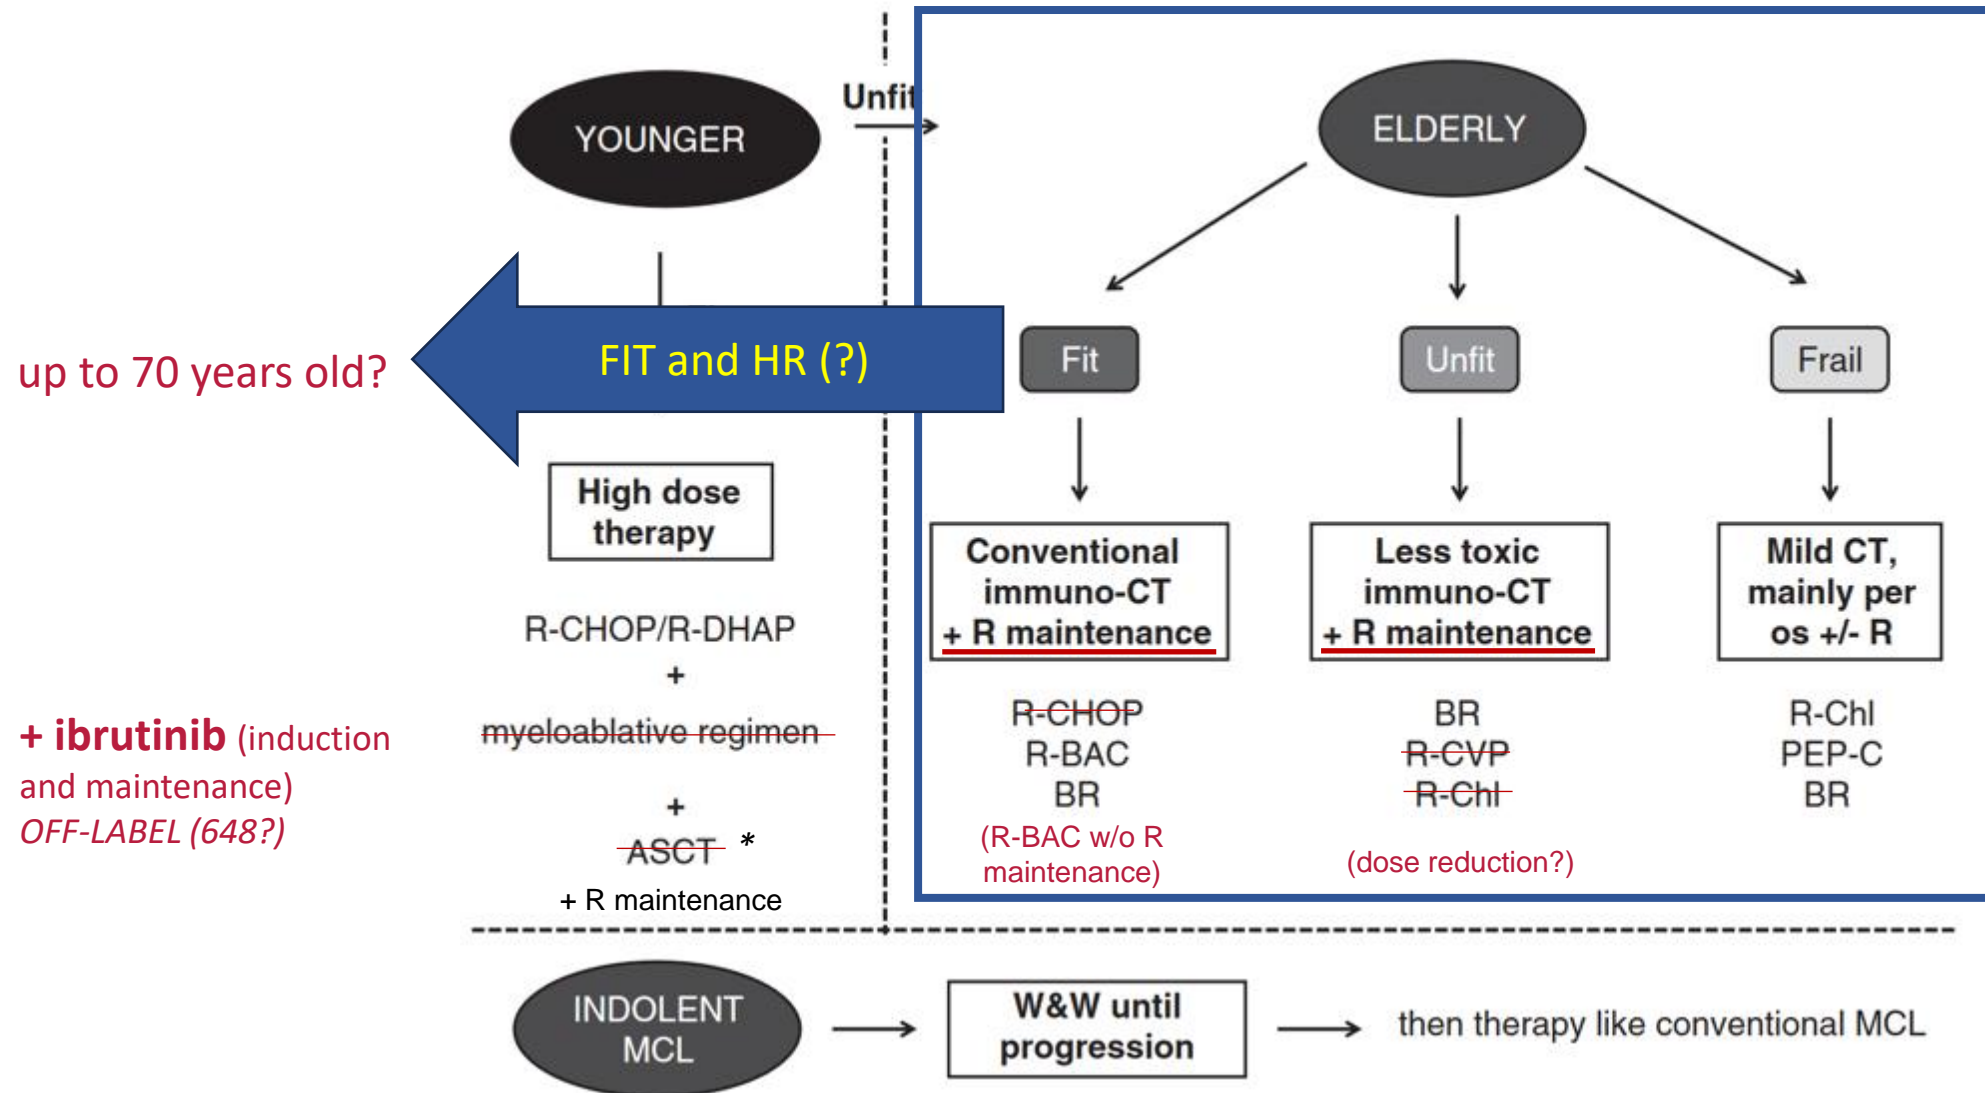 Unfit
YOUNGER
ELDERLY
up to 70 years old?
FIT and HR (?)
Fit
Unfit
Frail
High dose
therapy
R-CHOP/R-DHAP
+
myeloablative regimen
+
ASCT *
+ R maintenance
+ ibrutinib (induction
and maintenance)
OFF-LABEL (648?)
Conventional
immuno-CT
+ R maintenance
R-CHOP
R-BAC
BR
(R-BAC w/o R
maintenance)
Less toxic
immuno-CT
+ R maintenance
BR
R-CVP
R-Chl
(dose reduction?)
Mild CT,
mainly per
os +/- R
R-Chl
PEP-C
BR
INDOLENT
MCL
W&W until
progression
then therapy like conventional MCL